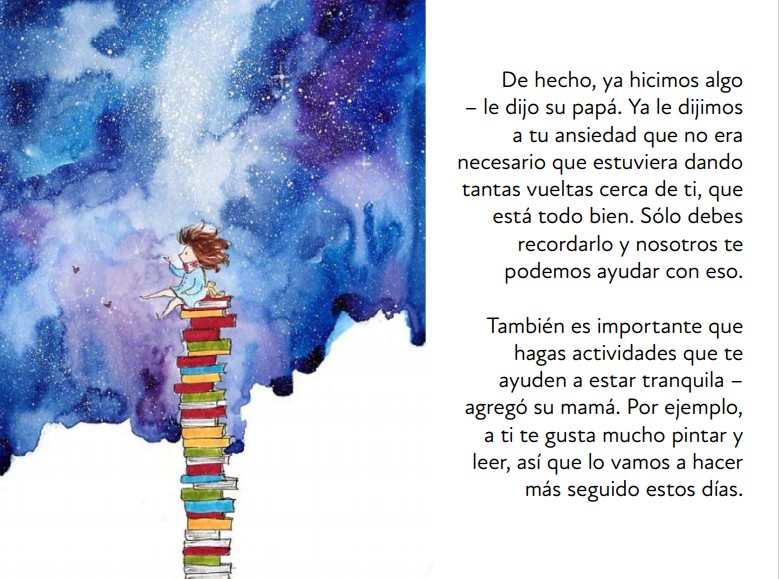 De hecho, ya hicimos algo
– le dijo su papá. Ya le dijimos
a tu ansiedad que no era
necesario que estuviera dando
tantas vueltas cerca de ti, que
está todo bien. Sólo debes
recordarlo y nosotros te
podemos ayudar con eso.
También es importante que
hagas actividades que te
ayuden a estar tranquila –
agregó su mamá. Por ejemplo,
a ti te gusta mucho pintar y
leer, así que lo vamos a hacer
más seguido estos días.